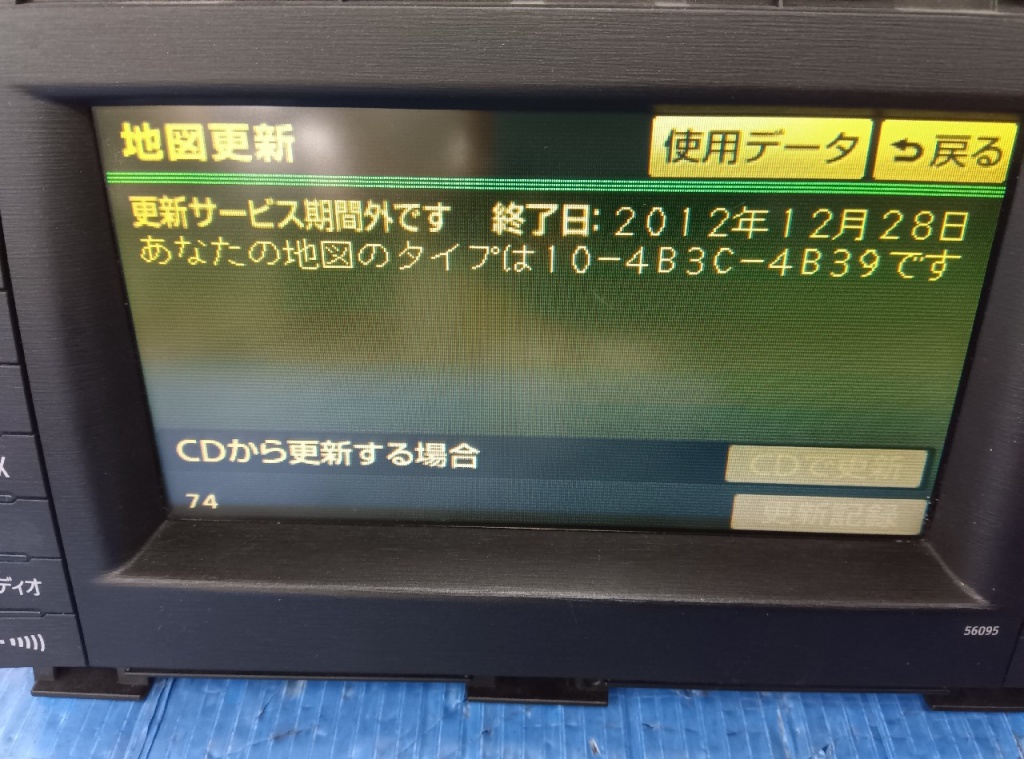 地図更新
使用データ
戻る
更新サービス期間外です 終了日:2012年12月28日
あなたの地図のタイプは10-4B3C-4B39です
CDから更新する場合
CDで更新
74
更新記録
X
ディオ
56095